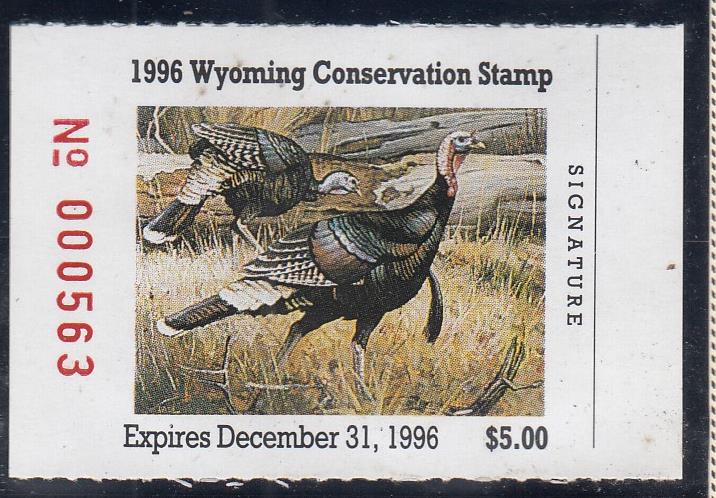 1996 Wyoming Conservation Stamp
Nº 000563
SIGNATURE
Expires December 31, 1996 $5.00